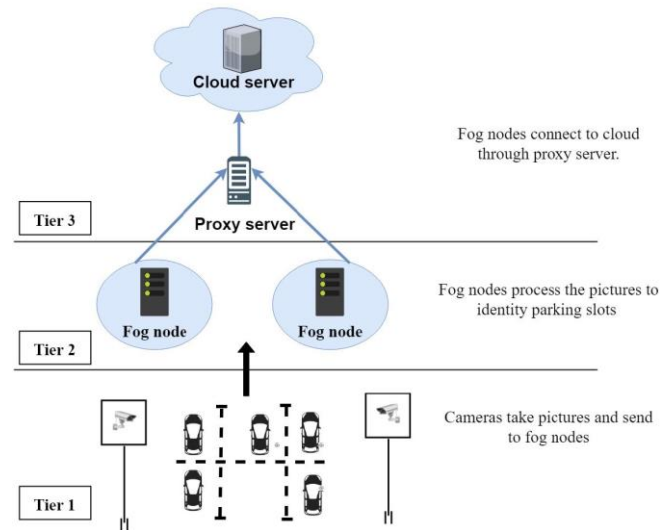 Cloud server
Fog nodes connect to cloud
through proxy server.
Tier 3
Proxy server
Fog node
Fog node
Fog nodes process the pictures to
identity parking slots
Tier 2
Cameras take pictures and send
to fog nodes
Tier 1